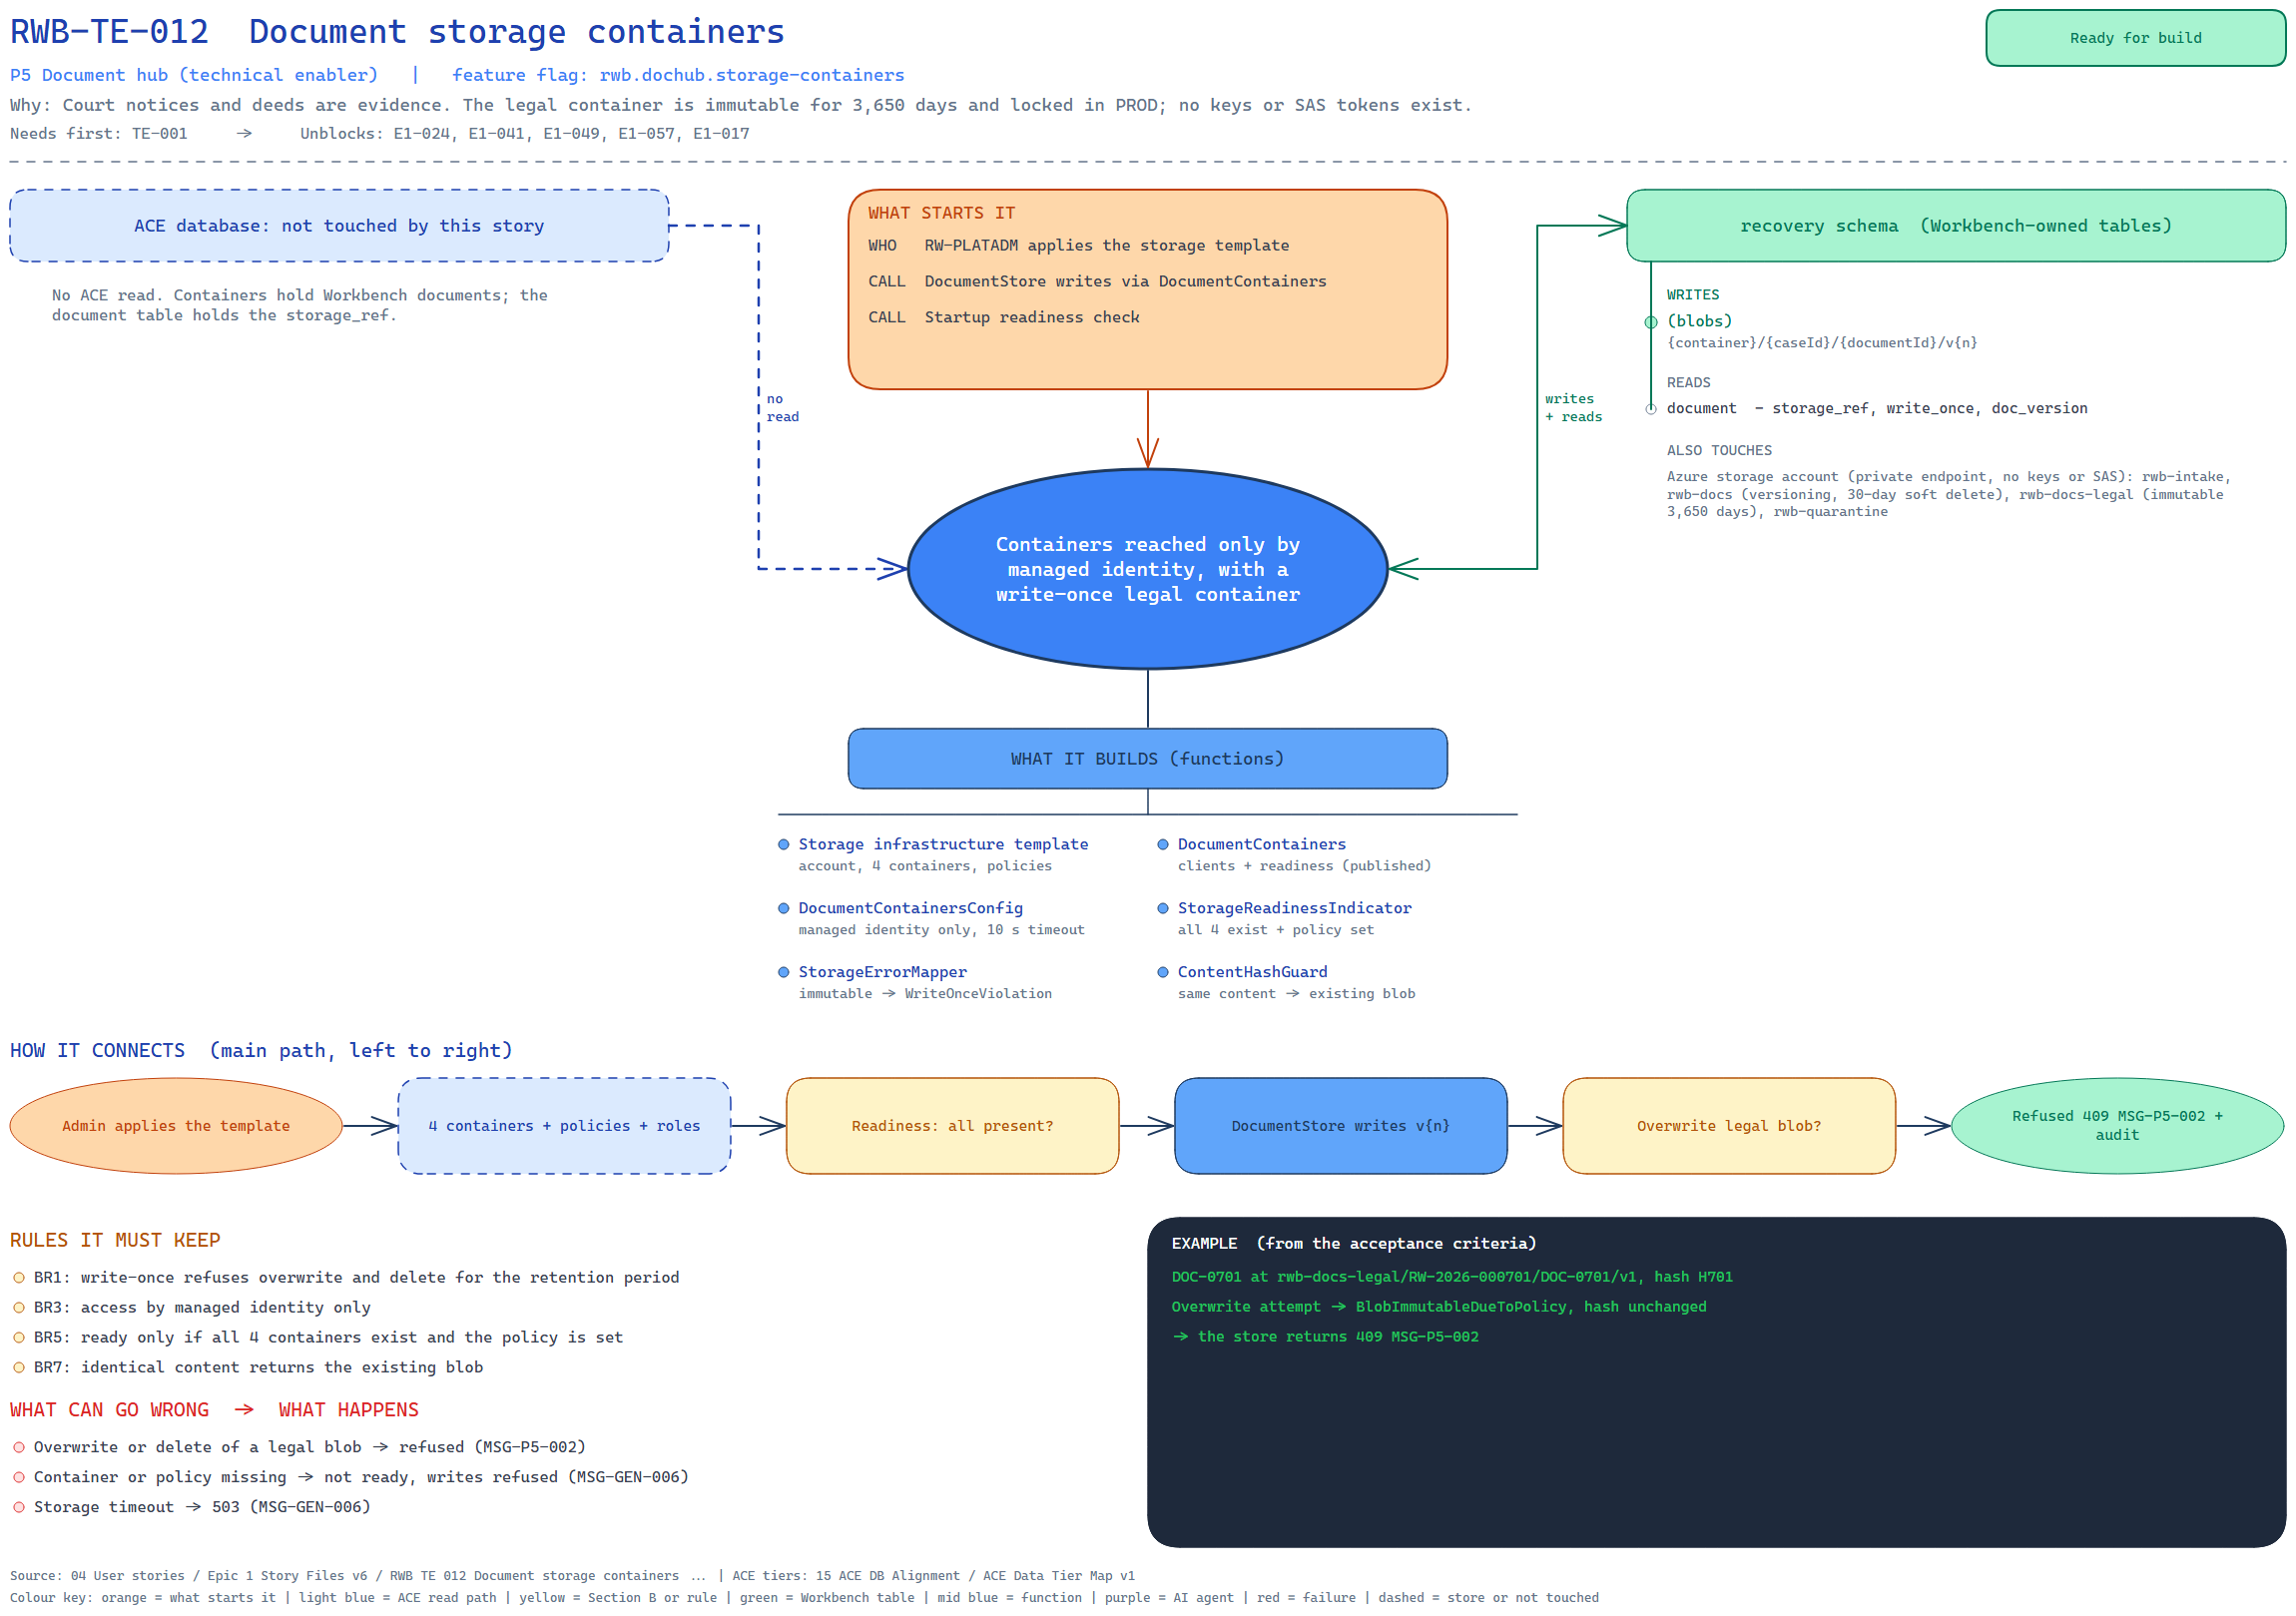 RWB-TE-012  Document storage containers
Ready for build
P5 Document hub (technical enabler)  |  feature flag: rwb.dochub.storage-containers
Why: Court notices and deeds are evidence. The legal container is immutable for 3,650 days and locked in PROD; no keys or SAS tokens exist.
Needs first: TE-001  →  Unblocks: E1-024, E1-041, E1-049, E1-057, E1-017
ACE database: not touched by this story
No ACE read. Containers hold Workbench documents; the
document table holds the storage_ref.
no
read
WHAT STARTS IT
WHO  RW-PLATADM applies the storage template
CALL  DocumentStore writes via DocumentContainers
CALL  Startup readiness check
writes
+ reads
recovery schema  (Workbench-owned tables)
WRITES
(blobs)
{container}/{caseId}/{documentId}/v{n}
READS
document  - storage_ref, write_once, doc_version
ALSO TOUCHES
Azure storage account (private endpoint, no keys or SAS): rwb-intake,
rwb-docs (versioning, 30-day soft delete), rwb-docs-legal (immutable
3,650 days), rwb-quarantine
Containers reached only by
managed identity, with a
write-once legal container
WHAT IT BUILDS (functions)
Storage infrastructure template
account, 4 containers, policies
DocumentContainers
clients + readiness (published)
DocumentContainersConfig
managed identity only, 10 s timeout
StorageReadinessIndicator
all 4 exist + policy set
StorageErrorMapper
immutable → WriteOnceViolation
ContentHashGuard
same content → existing blob
HOW IT CONNECTS  (main path, left to right)
Admin applies the template
4 containers + policies + roles
Readiness: all present?
DocumentStore writes v{n}
Overwrite legal blob?
Refused 409 MSG-P5-002 +
audit
RULES IT MUST KEEP
BR1: write-once refuses overwrite and delete for the retention period
BR3: access by managed identity only
BR5: ready only if all 4 containers exist and the policy is set
BR7: identical content returns the existing blob
WHAT CAN GO WRONG  →  WHAT HAPPENS
Overwrite or delete of a legal blob → refused (MSG-P5-002)
Container or policy missing → not ready, writes refused (MSG-GEN-006)
Storage timeout → 503 (MSG-GEN-006)
EXAMPLE  (from the acceptance criteria)
DOC-0701 at rwb-docs-legal/RW-2026-000701/DOC-0701/v1, hash H701
Overwrite attempt → BlobImmutableDueToPolicy, hash unchanged
→ the store returns 409 MSG-P5-002
Source: 04 User stories / Epic 1 Story Files v6 / RWB TE 012 Document storage containers ... | ACE tiers: 15 ACE DB Alignment / ACE Data Tier Map v1
Colour key: orange = what starts it | light blue = ACE read path | yellow = Section B or rule | green = Workbench table | mid blue = function | purple = AI agent | red = failure | dashed = store or not touched